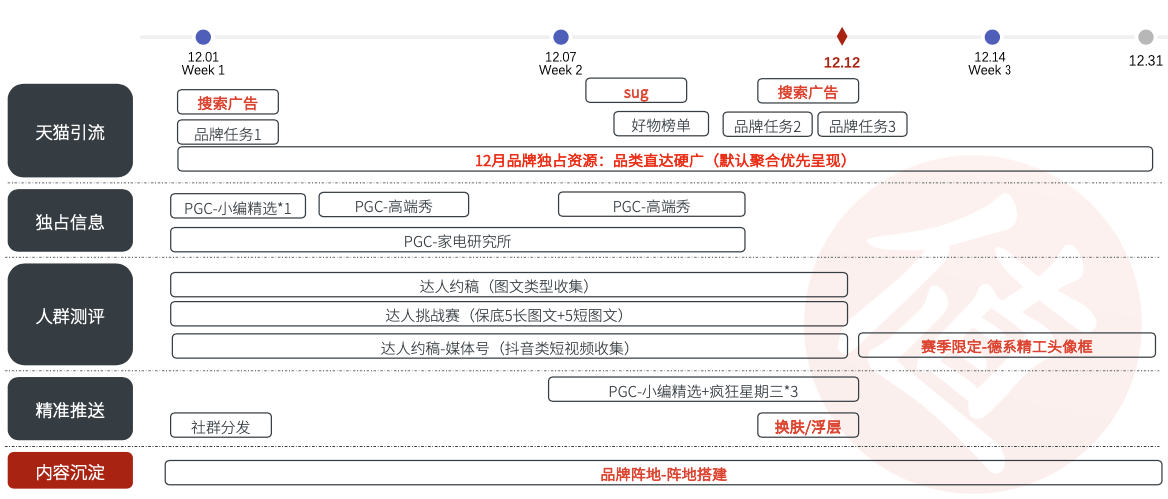 12.01
Week 1
12.07
Week 2
12.12
12.14
Week 3
12.31
天猫引流
搜索广告
sug
搜索广告
品牌任务1
好物榜单
品牌任务2
品牌任务3
12月品牌独占资源：品类直达硬广（默认聚合优先呈现）
独占信息
PGC-小编精选*1
PGC-高端秀
PGC-高端秀
PGC-家电研究所
人群测评
达人约稿（图文类型收集）
达人挑战赛（保底5长图文+5短图文）
达人约稿-媒体号（抖音类短视频收集）
赛季限定-德系精工头像框
精准推送
PGC-小编精选+疯狂星期三*3
社群分发
换肤/浮层
内容沉淀
品牌阵地-阵地搭建